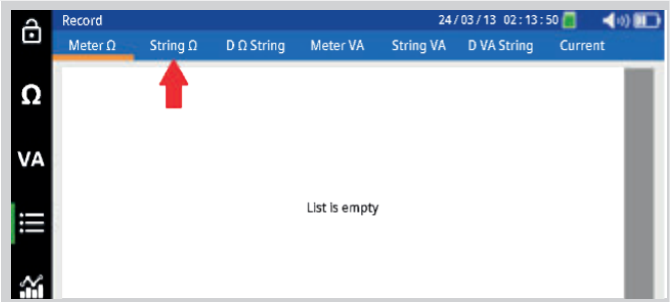 Record 24/03/13 02:13:50
Meter Ω String Ω D Ω String Meter VA String VA D VA String Current
Ω
VA
List is empty